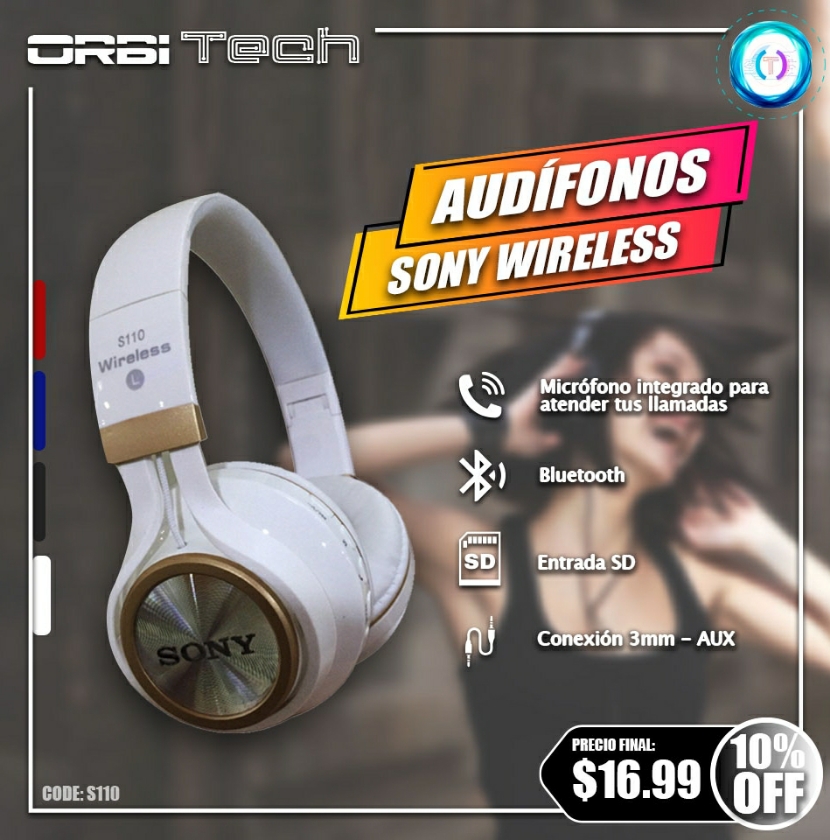 ORBI Tech
T
AUDÍFONOS
SONY WIRELESS
S110
Wireless
L
Micrófono integrado para
atender tus llamadas
Bluetooth
SD
Entrada SD
Conexión 3mm - AUX
SONY
PRECIO FINAL:
$16.99
10%
OFF
CODE: S110